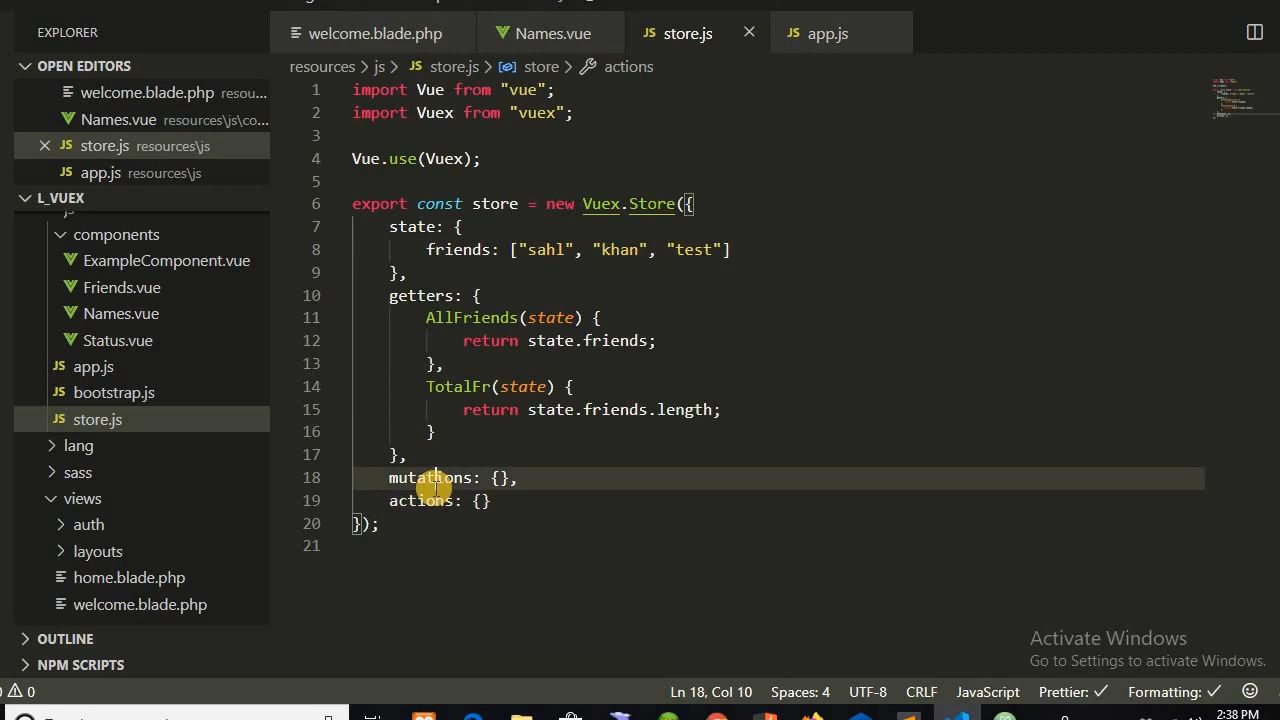 EXPLORER
OPEN EDITORS
welcome.blade.php resou...
Names.vue resources\js\co...
store.js resources\js
app.js resources\js
L_VUEX
components
ExampleComponent.vue
Friends.vue
Names.vue
Status.vue
JS app.js
JS bootstrap.js
JS store.js
lang
sass
views
auth
layouts
home.blade.php
welcome.blade.php
OUTLINE
NPM SCRIPTS
welcome.blade.php Names.vue JS store.js JS app.js
resources > js > JS store.js > store > actions
1 import Vue from "vue";
2 import Vuex from "vuex";
3
4 Vue.use(Vuex);
5
6 export const store = new Vuex.Store({
7 state: {
8 friends: ["sahl", "khan", "test"]
9 },
10 getters: {
11 AllFriends(state) {
12 return state.friends;
13 },
14 TotalFr(state) {
15 return state.friends.length;
16 }
17 },
18 mutations: {},
19 actions: {}
20 });
21
Activate Windows
Go to Settings to activate Windows.
0 Ln 18, Col 10 Spaces: 4 UTF-8 CRLF JavaScript Prettier: ✓ Formatting: ✓
2:38 PM